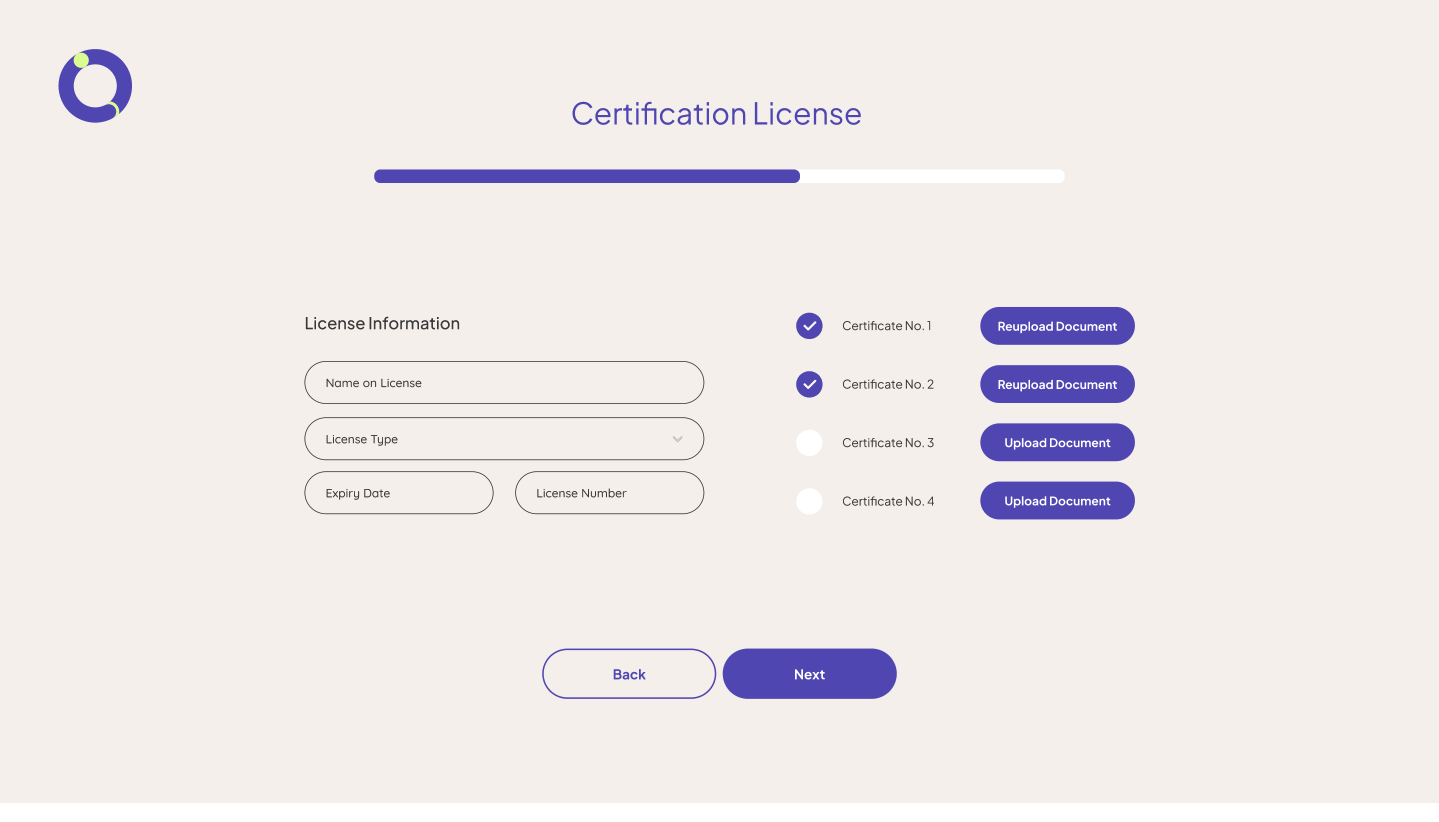 Certification License
License Information
Name on License
License Type
Expiry Date
License Number
Certificate No. 1
Reupload Document
Certificate No. 2
Reupload Document
Certificate No. 3
Upload Document
Certificate No. 4
Upload Document
Back
Next